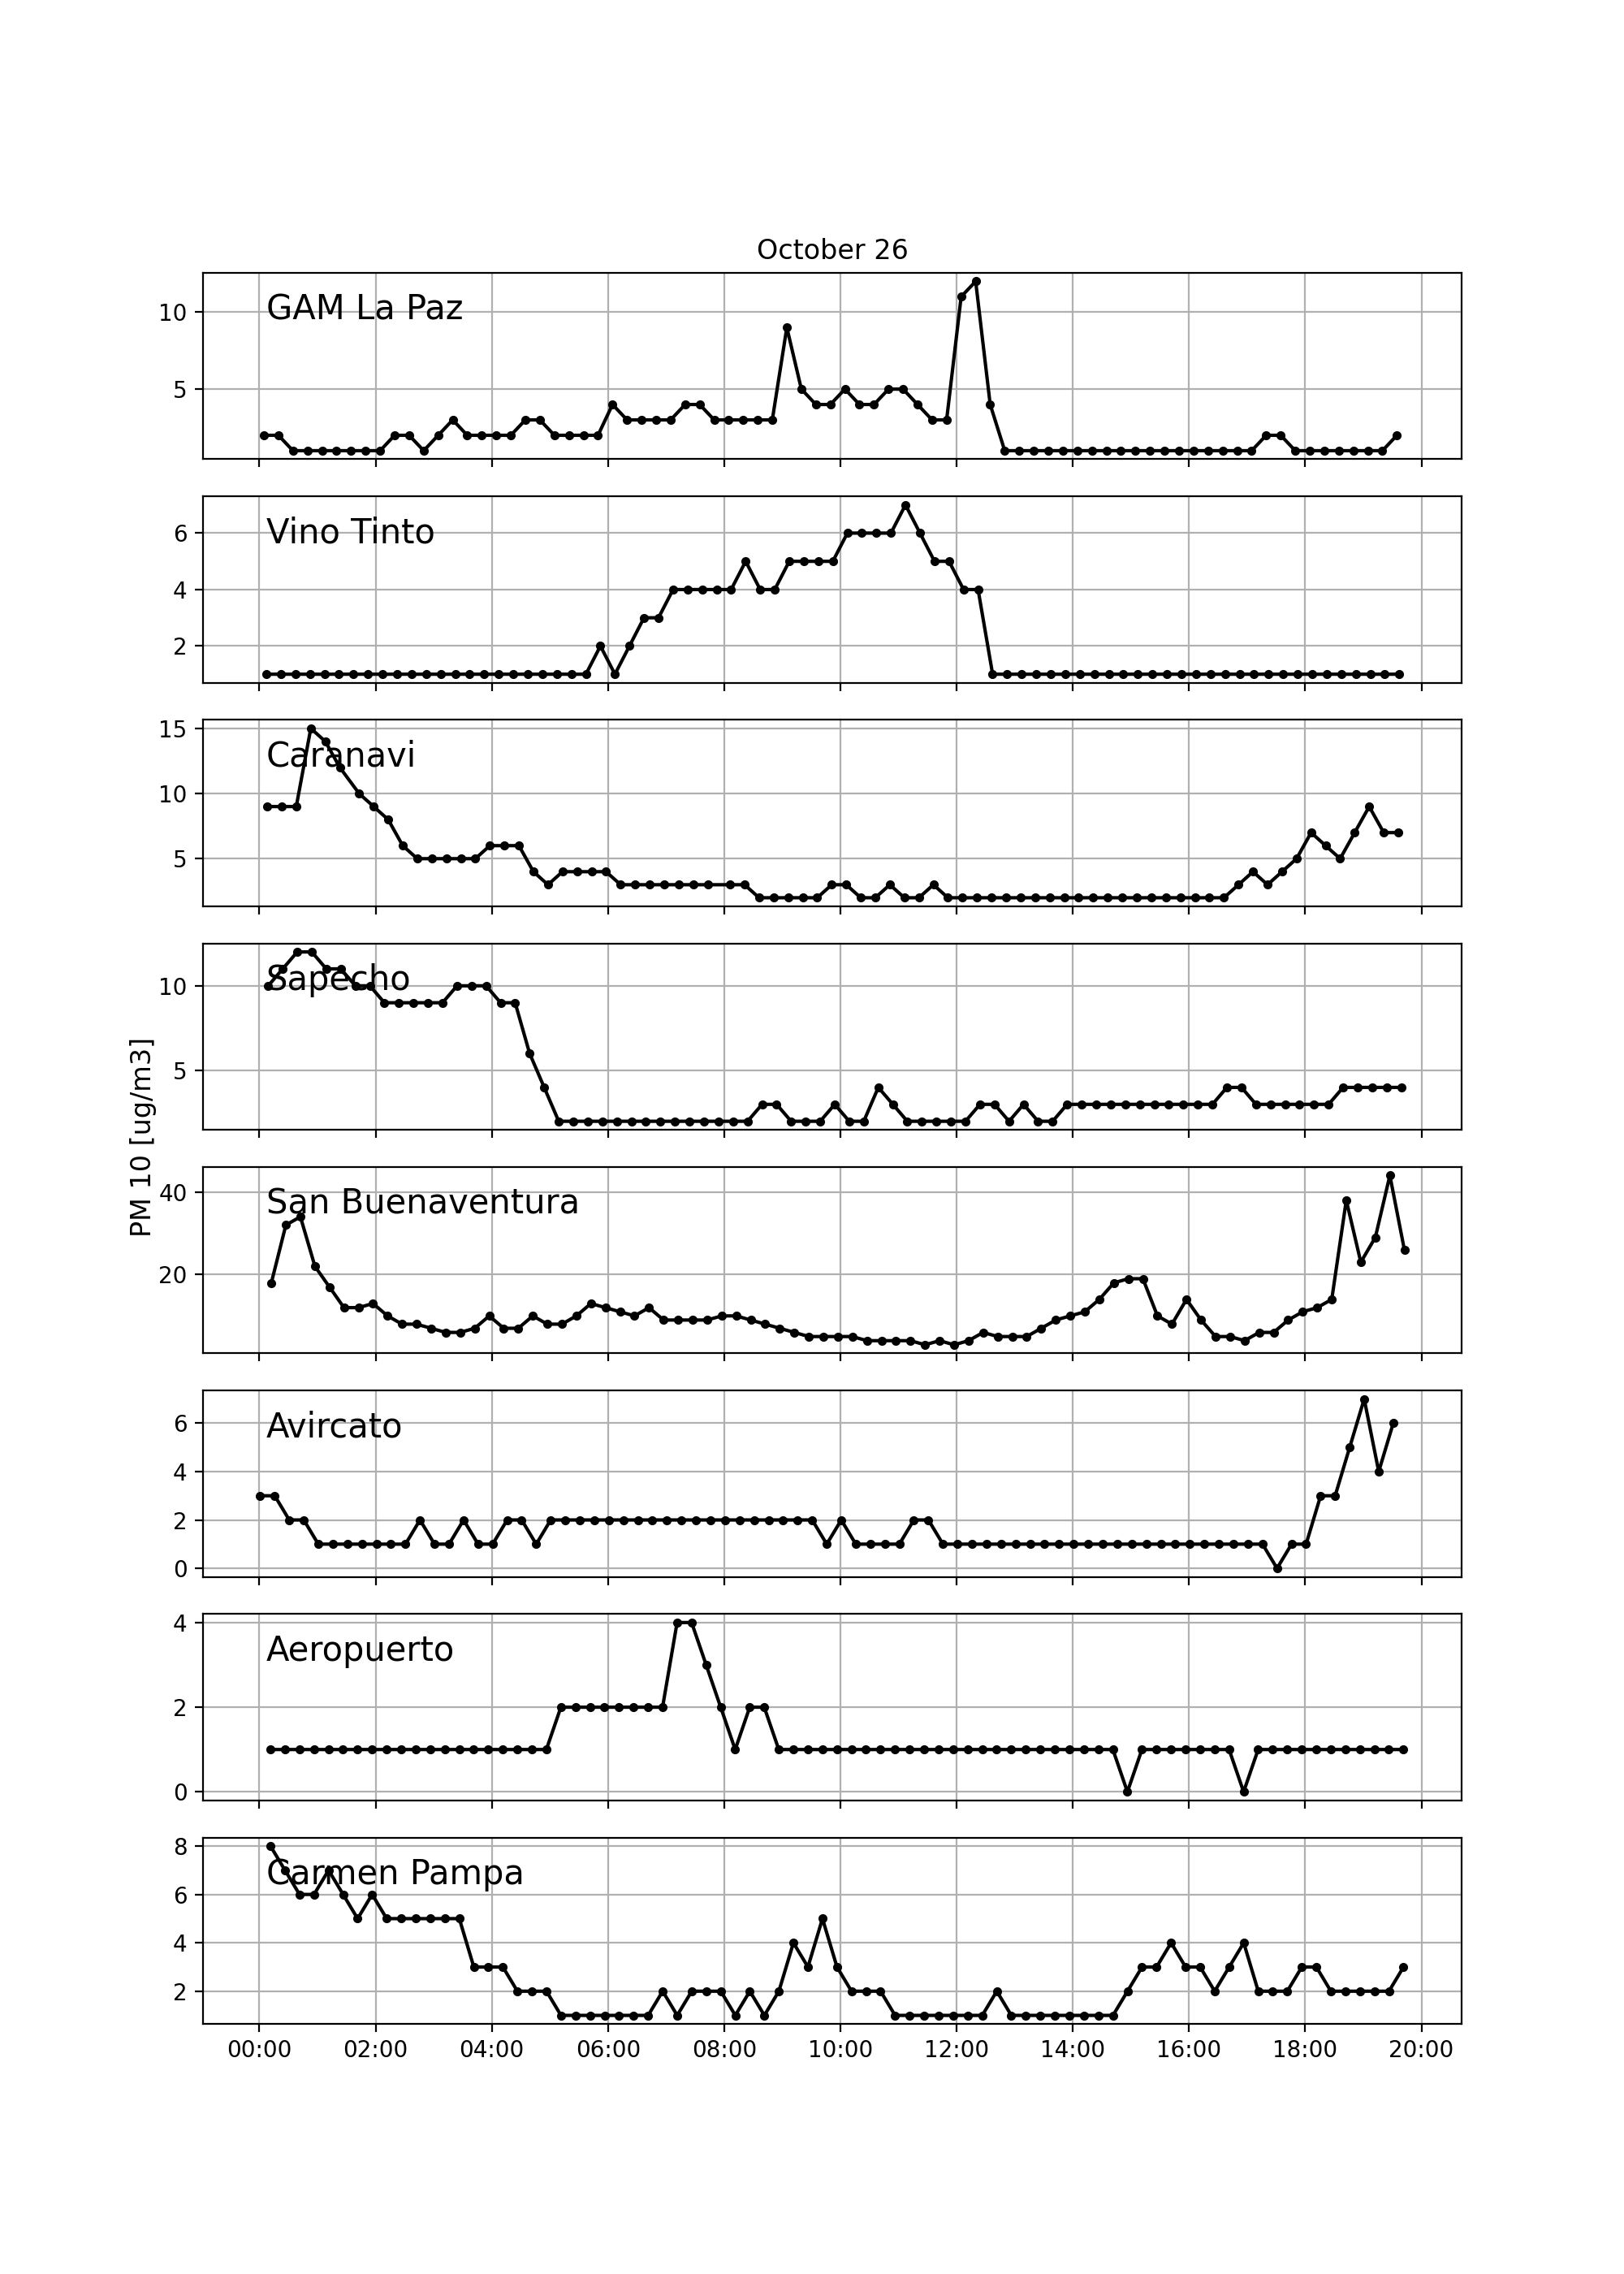 October 26
GAM La Paz
10
5
Vino Tinto
6
4
2
Caranavi
15
10
5
Sapecho
10
5
PM 10 [ug/m3]
San Buenaventura
40
20
Avircato
6
4
2
0
Aeropuerto
4
2
0
Carmen Pampa
8
6
4
2
00:00 02:00 04:00 06:00 08:00 10:00 12:00 14:00 16:00 18:00 20:00